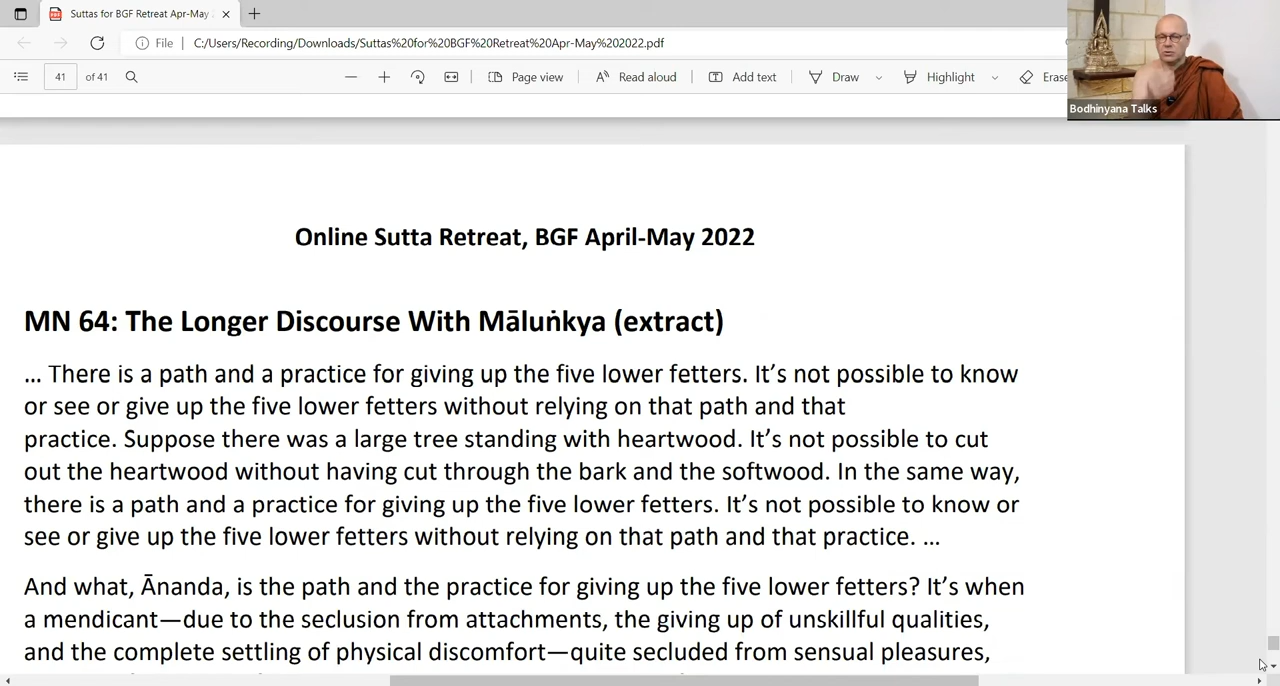 Suttas for BGF Retreat Apr-May
File
C:/Users/Recording/Downloads/Suttas%20for%20BGF%20Retreat%20Apr-May%202022.pdf
41 of 41
Page view
Read aloud
Add text
Draw
Highlight
Erase
Bodhinyana Talks
Online Sutta Retreat, BGF April-May 2022
MN 64: The Longer Discourse With Māluṅkya (extract)
... There is a path and a practice for giving up the five lower fetters. It’s not possible to know
or see or give up the five lower fetters without relying on that path and that
practice. Suppose there was a large tree standing with heartwood. It’s not possible to cut
out the heartwood without having cut through the bark and the softwood. In the same way,
there is a path and a practice for giving up the five lower fetters. It’s not possible to know or
see or give up the five lower fetters without relying on that path and that practice. ...
And what, Ānanda, is the path and the practice for giving up the five lower fetters? It’s when
a mendicant—due to the seclusion from attachments, the giving up of unskillful qualities,
and the complete settling of physical discomfort—quite secluded from sensual pleasures,